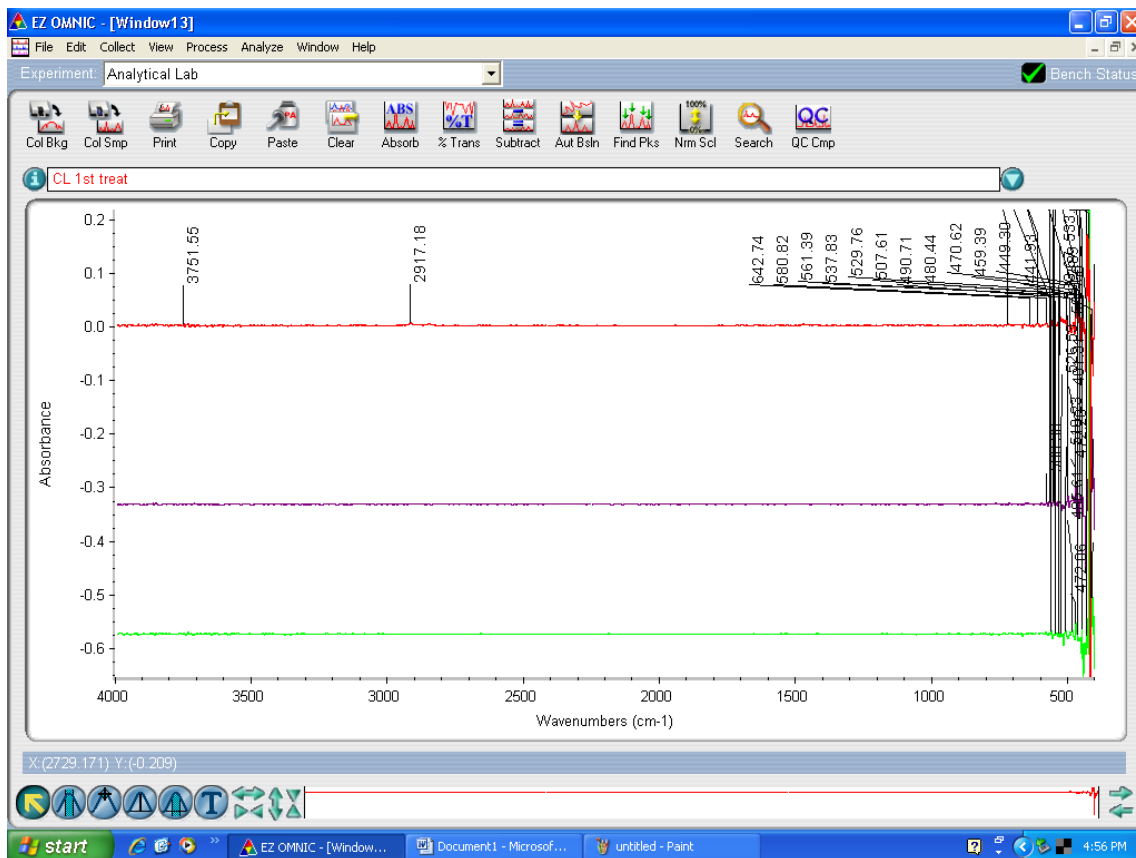 EZ OMNIC - [Window13]
File Edit Collect View Process Analyze Window Help
Experiment: Analytical Lab
Bench Status
Col Bkg Col Smp Print Copy Paste Clear Absorb % Trans Subtract Aut Bsln Find Pks Nrm Scl Search QC Cmp
CL 1st treat
3751.55
2917.18
642.74
580.82
561.39
537.83
529.76
507.61
490.71
480.44
470.62
459.39
449.30
441.93
472.06
0.2
0.1
0.0
-0.1
-0.2
-0.3
-0.4
-0.5
-0.6
Absorbance
4000 3500 3000 2500 2000 1500 1000 500
Wavenumbers (cm-1)
X:(2729.171) Y:(-0.209)
start
EZ OMNIC - [Window...
Document1 - Microsof...
untitled - Paint
4:56 PM